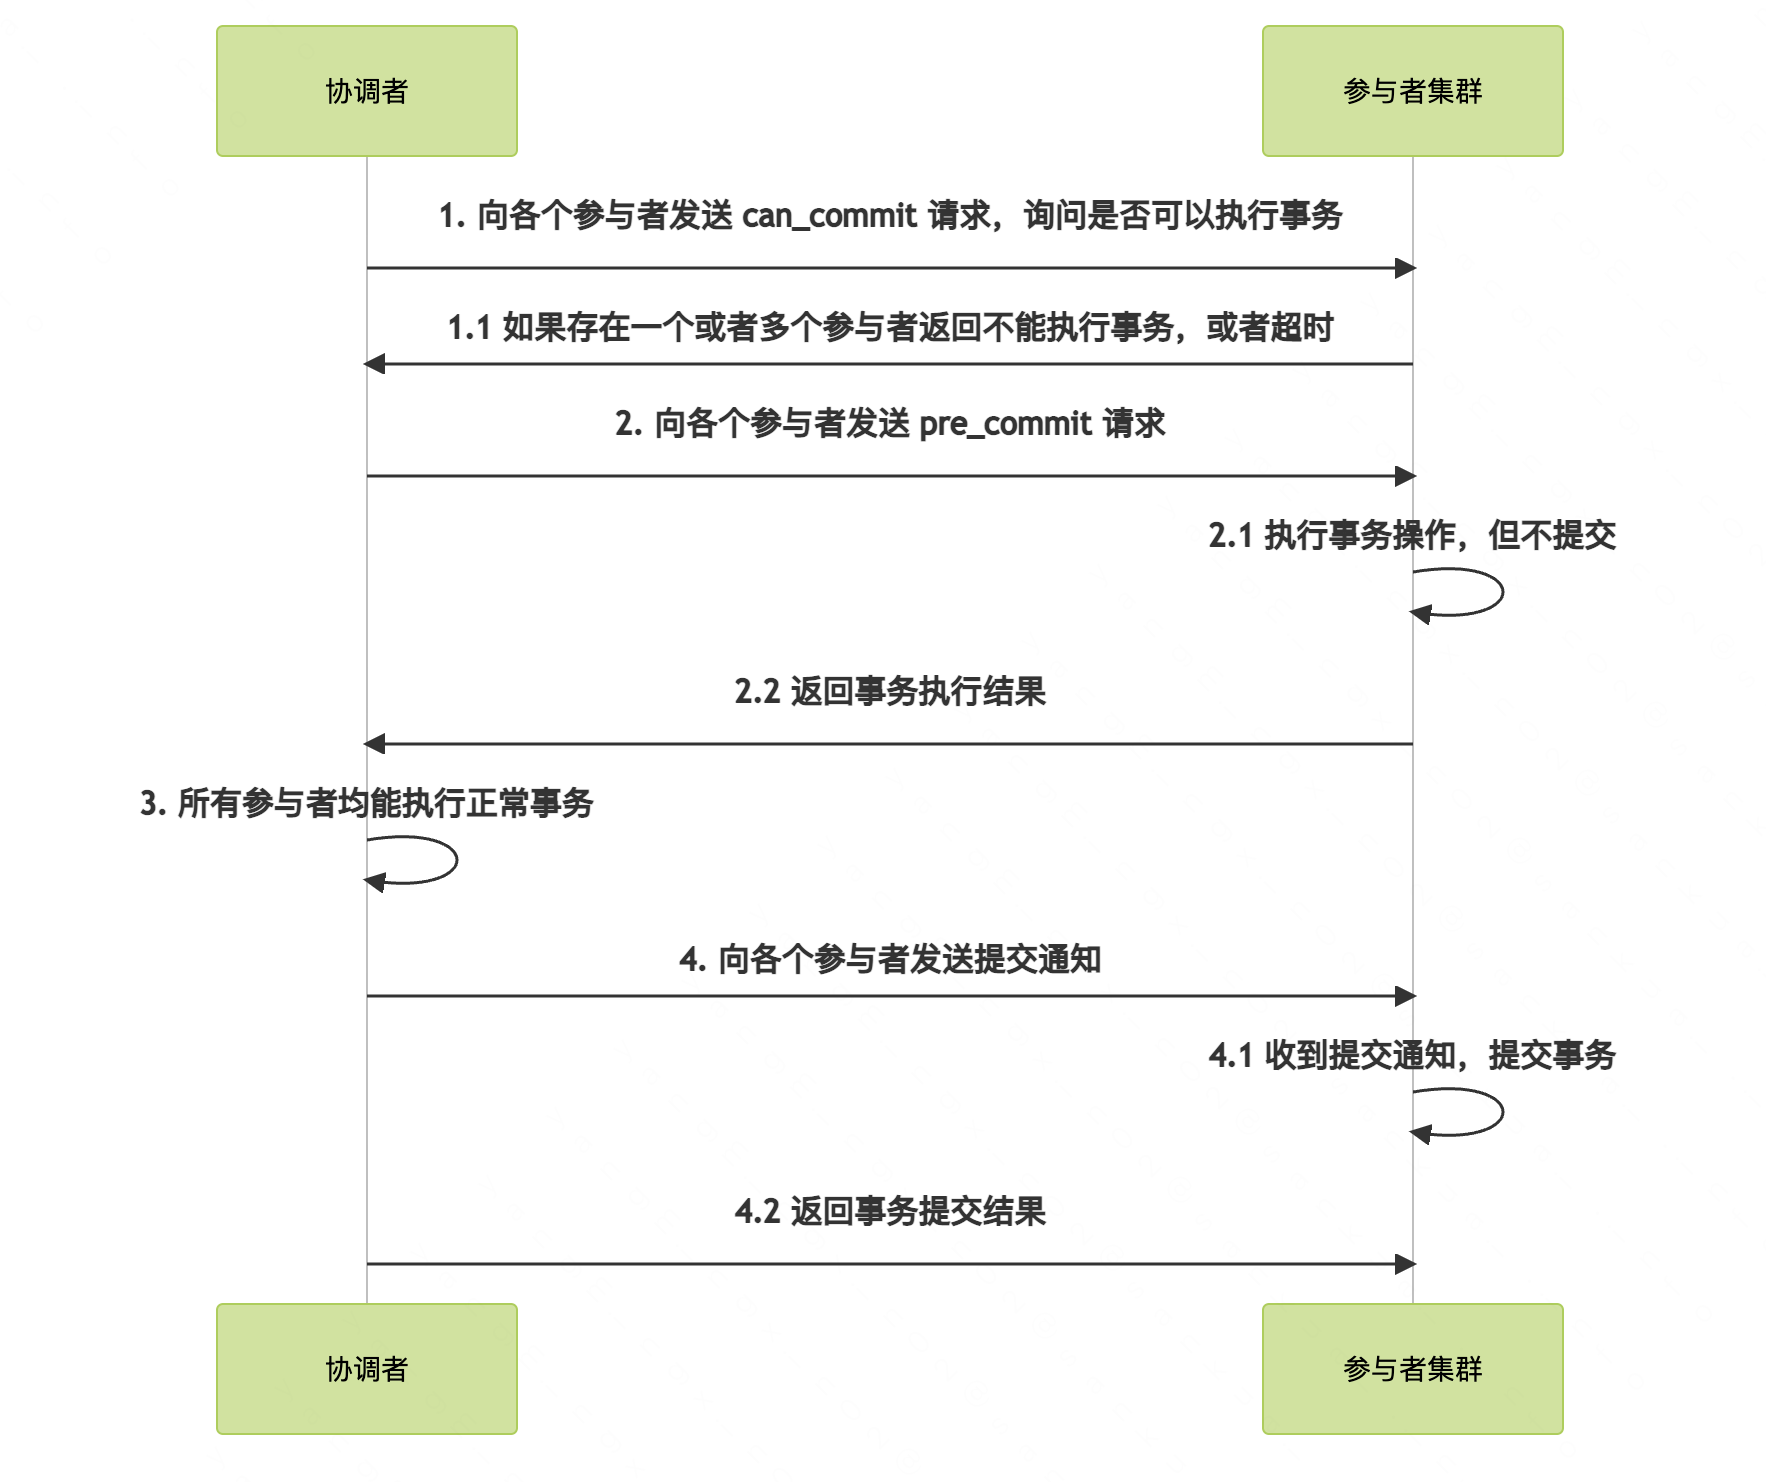 协调者
参与者集群
1. 向各个参与者发送 can_commit 请求，询问是否可以执行事务
1.1 如果存在一个或者多个参与者返回不能执行事务，或者超时
2. 向各个参与者发送 pre_commit 请求
2.1 执行事务操作，但不提交
2.2 返回事务执行结果
3. 所有参与者均能执行正常事务
4. 向各个参与者发送提交通知
4.1 收到提交通知，提交事务
4.2 返回事务提交结果
协调者
参与者集群